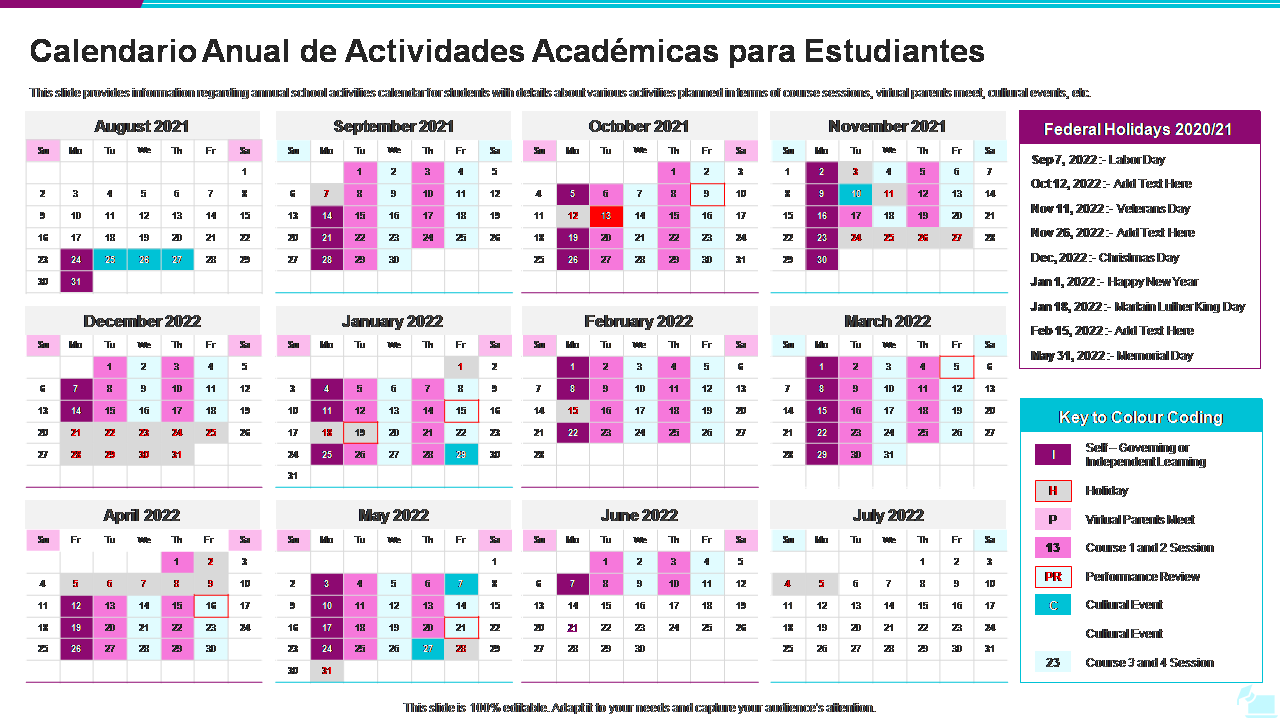 Calendario Anual de Actividades Académicas para Estudiantes
This slide provides information regarding annual school activities calendar for students with details about various activities planned in terms of course sessions, virtual parents meet, cultural events, etc.
August 2021
Su Mo Tu We Th Fr Sa
1
2 3 4 5 6 7 8
9 10 11 12 13 14 15
16 17 18 19 20 21 22
23 24 25 26 27 28 29
30 31
September 2021
Su Mo Tu We Th Fr Sa
1 2 3 4 5
6 7 8 9 10 11 12
13 14 15 16 17 18 19
20 21 22 23 24 25 26
27 28 29 30
October 2021
Su Mo Tu We Th Fr Sa
1 2 3
4 5 6 7 8 9 10
11 12 13 14 15 16 17
18 19 20 21 22 23 24
25 26 27 28 29 30 31
November 2021
Su Mo Tu We Th Fr Sa
1 2 3 4 5 6 7
8 9 10 11 12 13 14
15 16 17 18 19 20 21
22 23 24 25 26 27 28
29 30
December 2022
Su Mo Tu We Th Fr Sa
1 2 3 4 5
6 7 8 9 10 11 12
13 14 15 16 17 18 19
20 21 22 23 24 25 26
27 28 29 30 31
January 2022
Su Mo Tu We Th Fr Sa
1 2
3 4 5 6 7 8 9
10 11 12 13 14 15 16
17 18 19 20 21 22 23
24 25 26 27 28 29 30
31
February 2022
Su Mo Tu We Th Fr Sa
1 2 3 4 5 6
7 8 9 10 11 12 13
14 15 16 17 18 19 20
21 22 23 24 25 26 27
28
March 2022
Su Mo Tu We Th Fr Sa
1 2 3 4 5 6
7 8 9 10 11 12 13
14 15 16 17 18 19 20
21 22 23 24 25 26 27
28 29 30 31
April 2022
Su Fr Tu We Th Fr Sa
1 2 3
4 5 6 7 8 9 10
11 12 13 14 15 16 17
18 19 20 21 22 23 24
25 26 27 28 29 30
May 2022
Su Mo Tu We Th Fr Sa
1
2 3 4 5 6 7 8
9 10 11 12 13 14 15
16 17 18 19 20 21 22
23 24 25 26 27 28 29
30 31
June 2022
Su Mo Tu We Th Fr Sa
1 2 3 4 5
6 7 8 9 10 11 12
13 14 15 16 17 18 19
20 21 22 23 24 25 26
27 28 29 30
July 2022
Su Mo Tu We Th Fr Sa
1 2 3
4 5 6 7 8 9 10
11 12 13 14 15 16 17
18 19 20 21 22 23 24
25 26 27 28 29 30 31
Federal Holidays 2020/21
Sep 7, 2022 :- Labor Day
Oct 12, 2022 :- Add Text Here
Nov 11, 2022 :- Veterans Day
Nov 26, 2022 :- Add Text Here
Dec, 2022 :- Christmas Day
Jan 1, 2022 :- Happy New Year
Jan 18, 2022 :- Martain Luther King Day
Feb 15, 2022 :- Add Text Here
May 31, 2022 :- Memorial Day
Key to Colour Coding
I Self – Governing or
Independent Learning
H Holiday
P Virtual Parents Meet
13 Course 1 and 2 Session
PR Performance Review
C Cultural Event
Cultural Event
23 Course 3 and 4 Session
This slide is 100% editable. Adapt it to your needs and capture your audience's attention.